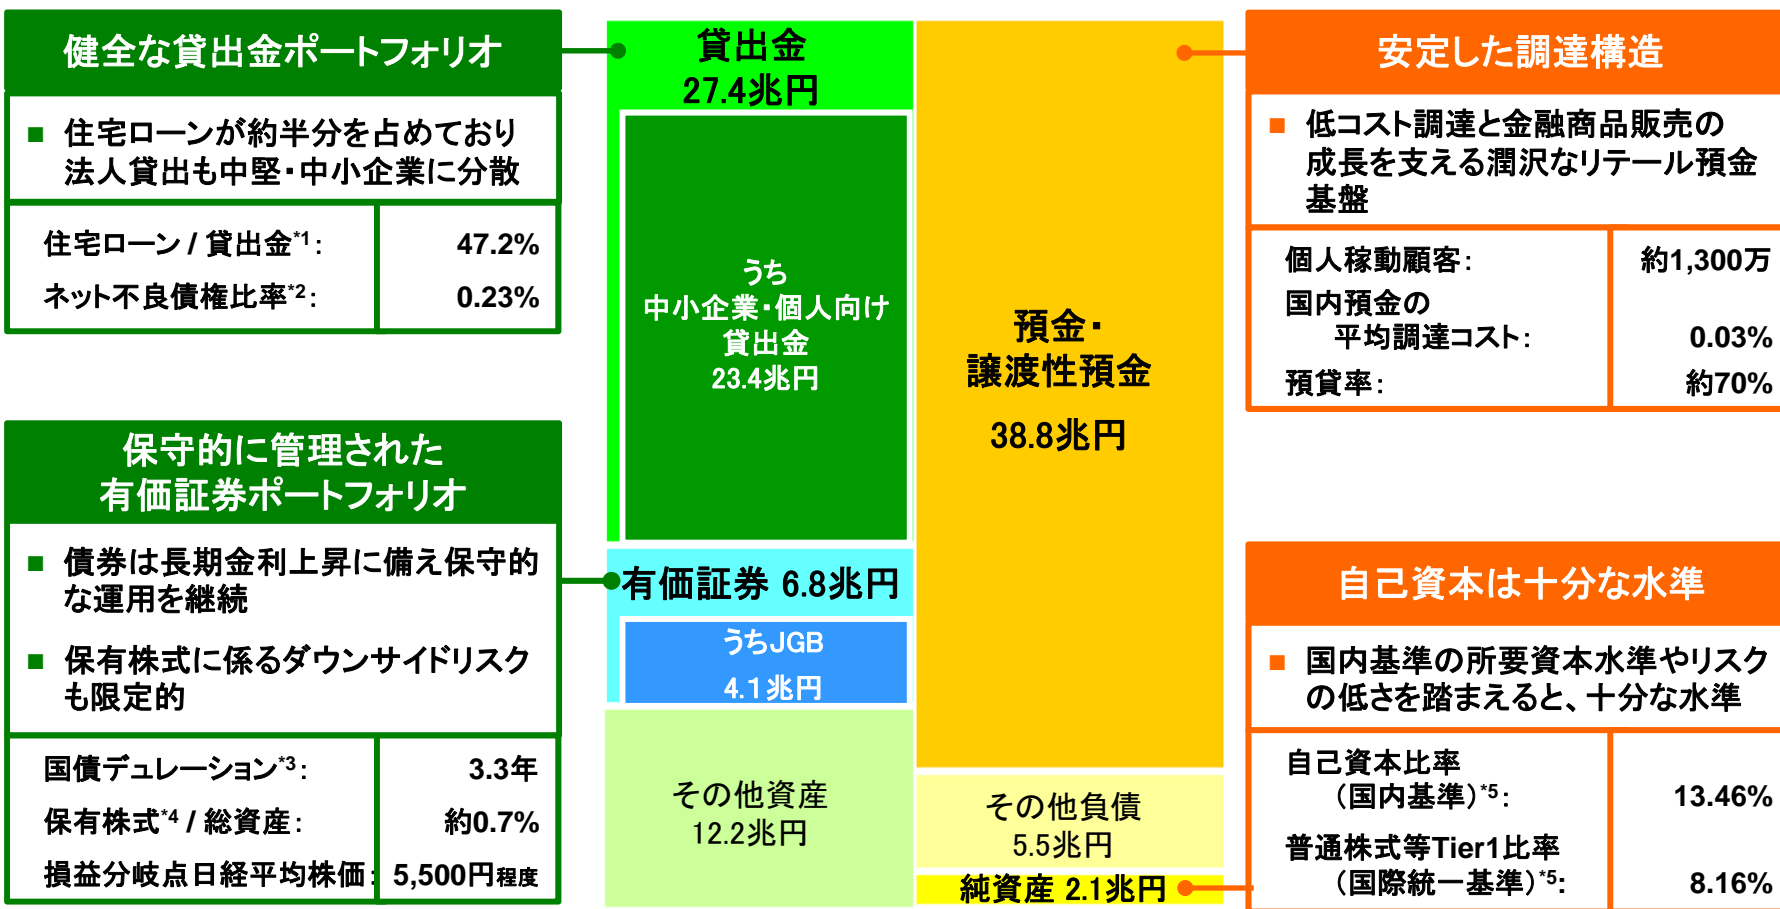 健全な貸出金ポートフォリオ
■ 住宅ローンが約半分を占めており
法人貸出も中堅・中小企業に分散
住宅ローン / 貸出金*1: 47.2%
ネット不良債権比率*2: 0.23%
保守的に管理された
有価証券ポートフォリオ
■ 債券は長期金利上昇に備え保守的
な運用を継続
■ 保有株式に係るダウンサイドリスク
も限定的
国債デュレーション*3: 3.3年
保有株式*4 / 総資産: 約0.7%
損益分岐点日経平均株価: 5,500円程度
貸出金
27.4兆円
うち
中小企業・個人向け
貸出金
23.4兆円
有価証券 6.8兆円
うちJGB
4.1兆円
その他資産
12.2兆円
預金・
譲渡性預金
38.8兆円
その他負債
5.5兆円
純資産 2.1兆円
安定した調達構造
■ 低コスト調達と金融商品販売の
成長を支える潤沢なリテール預金
基盤
個人稼動顧客: 約1,300万
国内預金の
平均調達コスト: 0.03%
預貸率: 約70%
自己資本は十分な水準
■ 国内基準の所要資本水準やリスク
の低さを踏まえると、十分な水準
自己資本比率
(国内基準)*5: 13.46%
普通株式等Tier1比率
(国際統一基準)*5: 8.16%